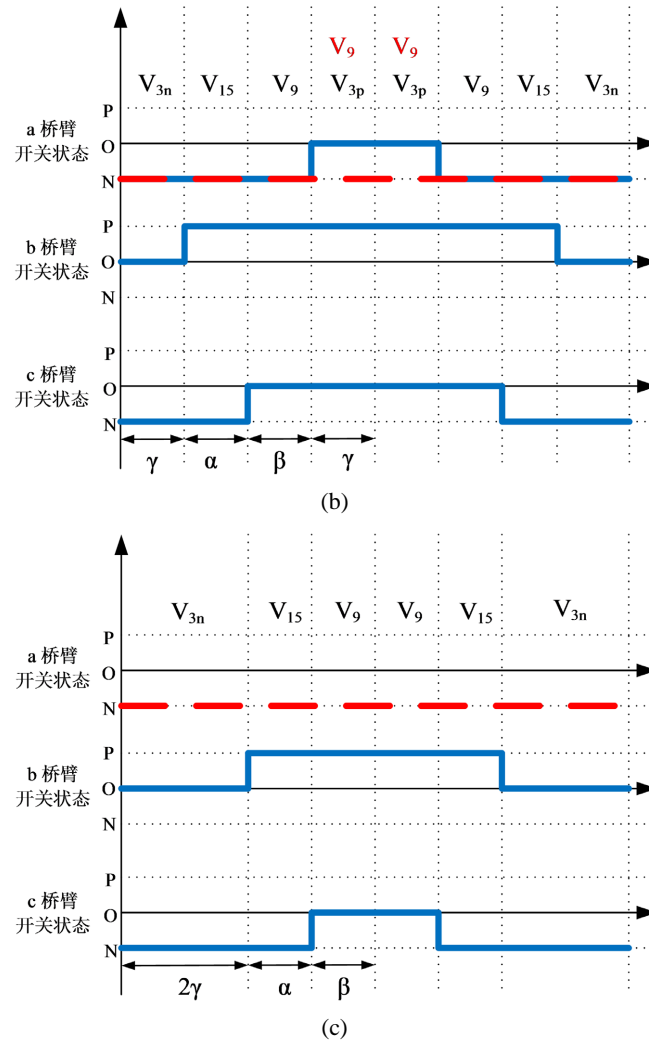 V₉ V₉
V₃ₙ V₁₅ V₉ V₃ₚ V₃ₚ V₉ V₁₅ V₃ₙ
P
a 桥臂
开关状态
O
N
P
b 桥臂
开关状态
O
N
P
c 桥臂
开关状态
O
N
γ α β γ
(b)
V₃ₙ V₁₅ V₉ V₉ V₁₅ V₃ₙ
P
a 桥臂
开关状态
O
N
P
b 桥臂
开关状态
O
N
P
c 桥臂
开关状态
O
N
2γ α β
(c)